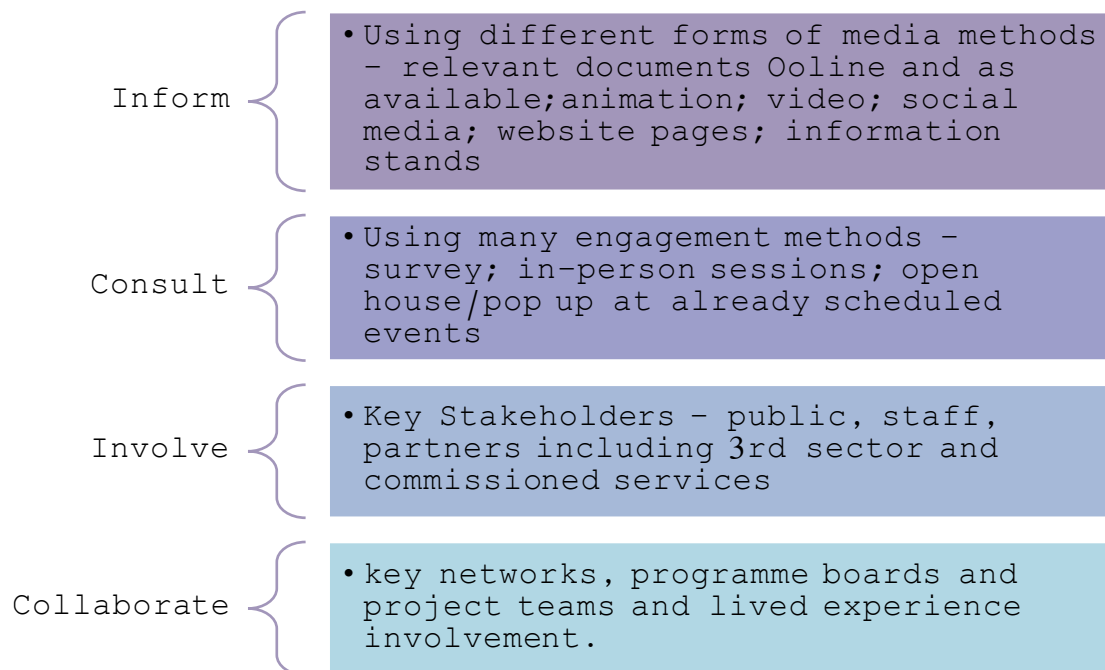 Inform
• Using different forms of media methods
– relevant documents Ooline and as
available;animation; video; social
media; website pages; information
stands
Consult
• Using many engagement methods –
survey; in-person sessions; open
house/pop up at already scheduled
events
Involve
• Key Stakeholders – public, staff,
partners including 3rd sector and
commissioned services
Collaborate
• key networks, programme boards and
project teams and lived experience
involvement.